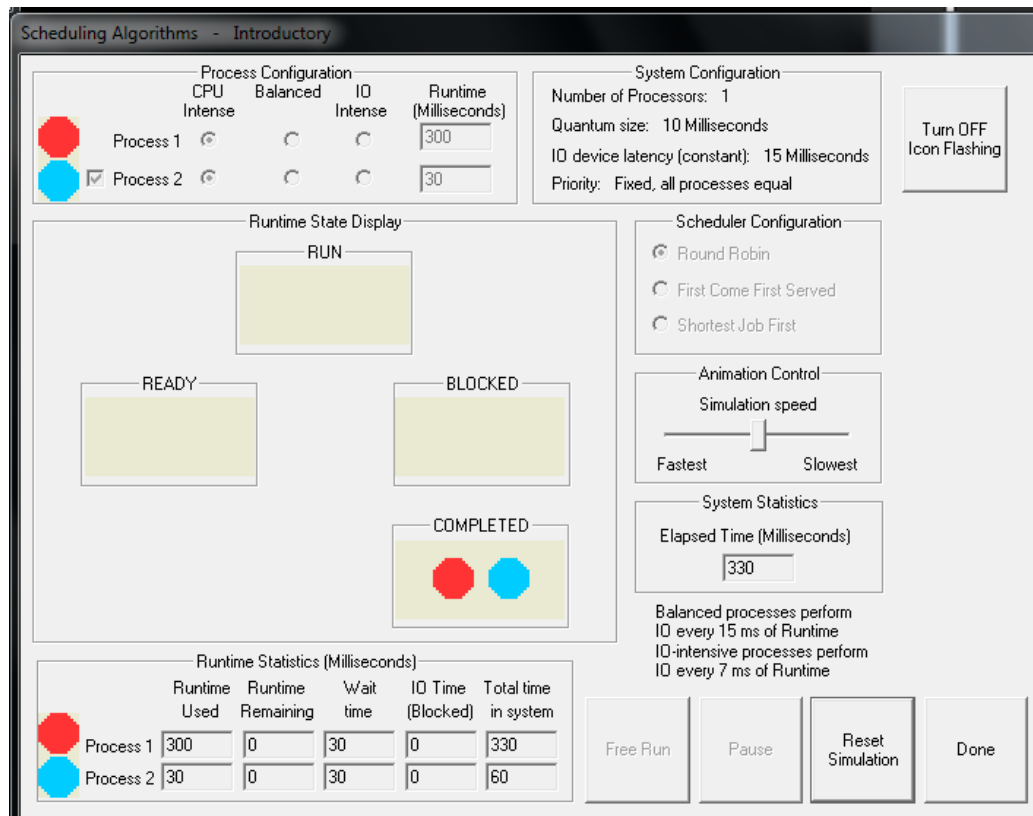 Scheduling Algorithms - Introductory
Process Configuration
CPU Intense
Balanced
IO Intense
Runtime (Milliseconds)
Process 1
300
Process 2
30
System Configuration
Number of Processors: 1
Quantum size: 10 Milliseconds
IO device latency (constant): 15 Milliseconds
Priority: Fixed, all processes equal
Turn OFF
Icon Flashing
Runtime State Display
RUN
READY
BLOCKED
COMPLETED
Scheduler Configuration
Round Robin
First Come First Served
Shortest Job First
Animation Control
Simulation speed
Fastest Slowest
System Statistics
Elapsed Time (Milliseconds)
330
Balanced processes perform
IO every 15 ms of Runtime
IO-intensive processes perform
IO every 7 ms of Runtime
Runtime Statistics (Milliseconds)
Runtime Runtime Wait IO Time Total time
Used Remaining time (Blocked) in system
Process 1 300 0 30 0 330
Process 2 30 0 30 0 60
Free Run
Pause
Reset
Simulation
Done